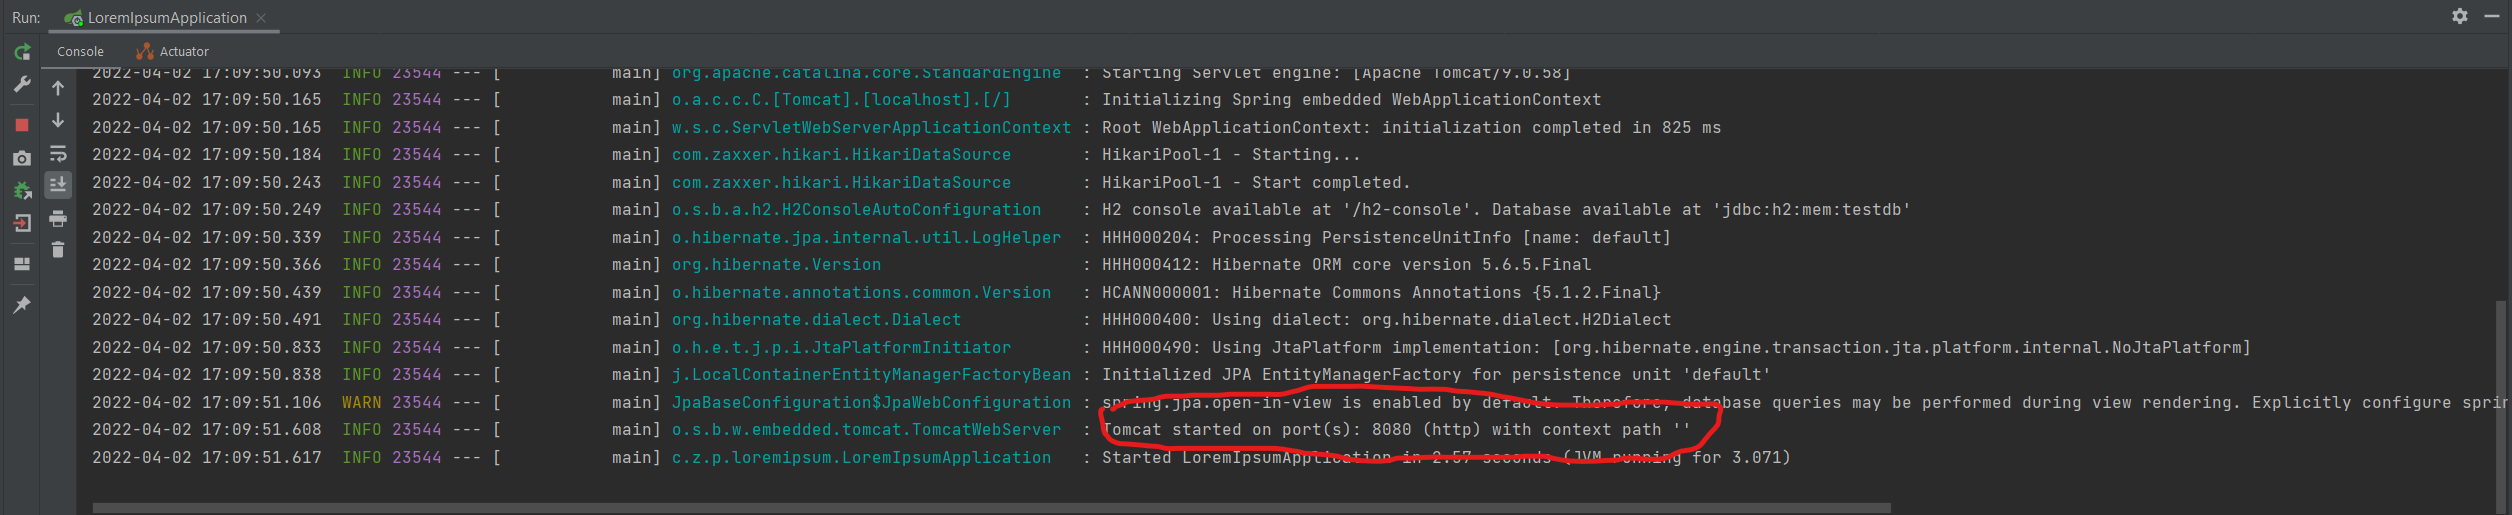 Run: LoremIpsumApplication
Console Actuator
2022-04-02 17:09:50.093  INFO 23544 --- [           main] org.apache.catalina.core.StandardEngine  : Starting Servlet engine: [Apache Tomcat/9.0.58]
2022-04-02 17:09:50.165  INFO 23544 --- [           main] o.a.c.c.C.[Tomcat].[localhost].[/]       : Initializing Spring embedded WebApplicationContext
2022-04-02 17:09:50.165  INFO 23544 --- [           main] w.s.c.ServletWebServerApplicationContext : Root WebApplicationContext: initialization completed in 825 ms
2022-04-02 17:09:50.184  INFO 23544 --- [           main] com.zaxxer.hikari.HikariDataSource       : HikariPool-1 - Starting...
2022-04-02 17:09:50.243  INFO 23544 --- [           main] com.zaxxer.hikari.HikariDataSource       : HikariPool-1 - Start completed.
2022-04-02 17:09:50.249  INFO 23544 --- [           main] o.s.b.a.h2.H2ConsoleAutoConfiguration    : H2 console available at '/h2-console'. Database available at 'jdbc:h2:mem:testdb'
2022-04-02 17:09:50.339  INFO 23544 --- [           main] o.hibernate.jpa.internal.util.LogHelper  : HHH000204: Processing PersistenceUnitInfo [name: default]
2022-04-02 17:09:50.366  INFO 23544 --- [           main] org.hibernate.Version                    : HHH000412: Hibernate ORM core version 5.6.5.Final
2022-04-02 17:09:50.439  INFO 23544 --- [           main] o.hibernate.annotations.common.Version   : HCANN000001: Hibernate Commons Annotations {5.1.2.Final}
2022-04-02 17:09:50.491  INFO 23544 --- [           main] org.hibernate.dialect.Dialect            : HHH000400: Using dialect: org.hibernate.dialect.H2Dialect
2022-04-02 17:09:50.833  INFO 23544 --- [           main] o.h.e.t.j.p.i.JtaPlatformInitiator       : HHH000490: Using JtaPlatform implementation: [org.hibernate.engine.transaction.jta.platform.internal.NoJtaPlatform]
2022-04-02 17:09:50.838  INFO 23544 --- [           main] j.LocalContainerEntityManagerFactoryBean : Initialized JPA EntityManagerFactory for persistence unit 'default'
2022-04-02 17:09:51.106  WARN 23544 --- [           main] JpaBaseConfiguration$JpaWebConfiguration : spring.jpa.open-in-view is enabled by default. Therefore, database queries may be performed during view rendering. Explicitly configure sprin
2022-04-02 17:09:51.608  INFO 23544 --- [           main] o.s.b.w.embedded.tomcat.TomcatWebServer  : Tomcat started on port(s): 8080 (http) with context path ''
2022-04-02 17:09:51.617  INFO 23544 --- [           main] c.z.p.loremipsum.LoremIpsumApplication   : Started LoremIpsumApplication in 2.57 seconds (JVM running for 3.071)